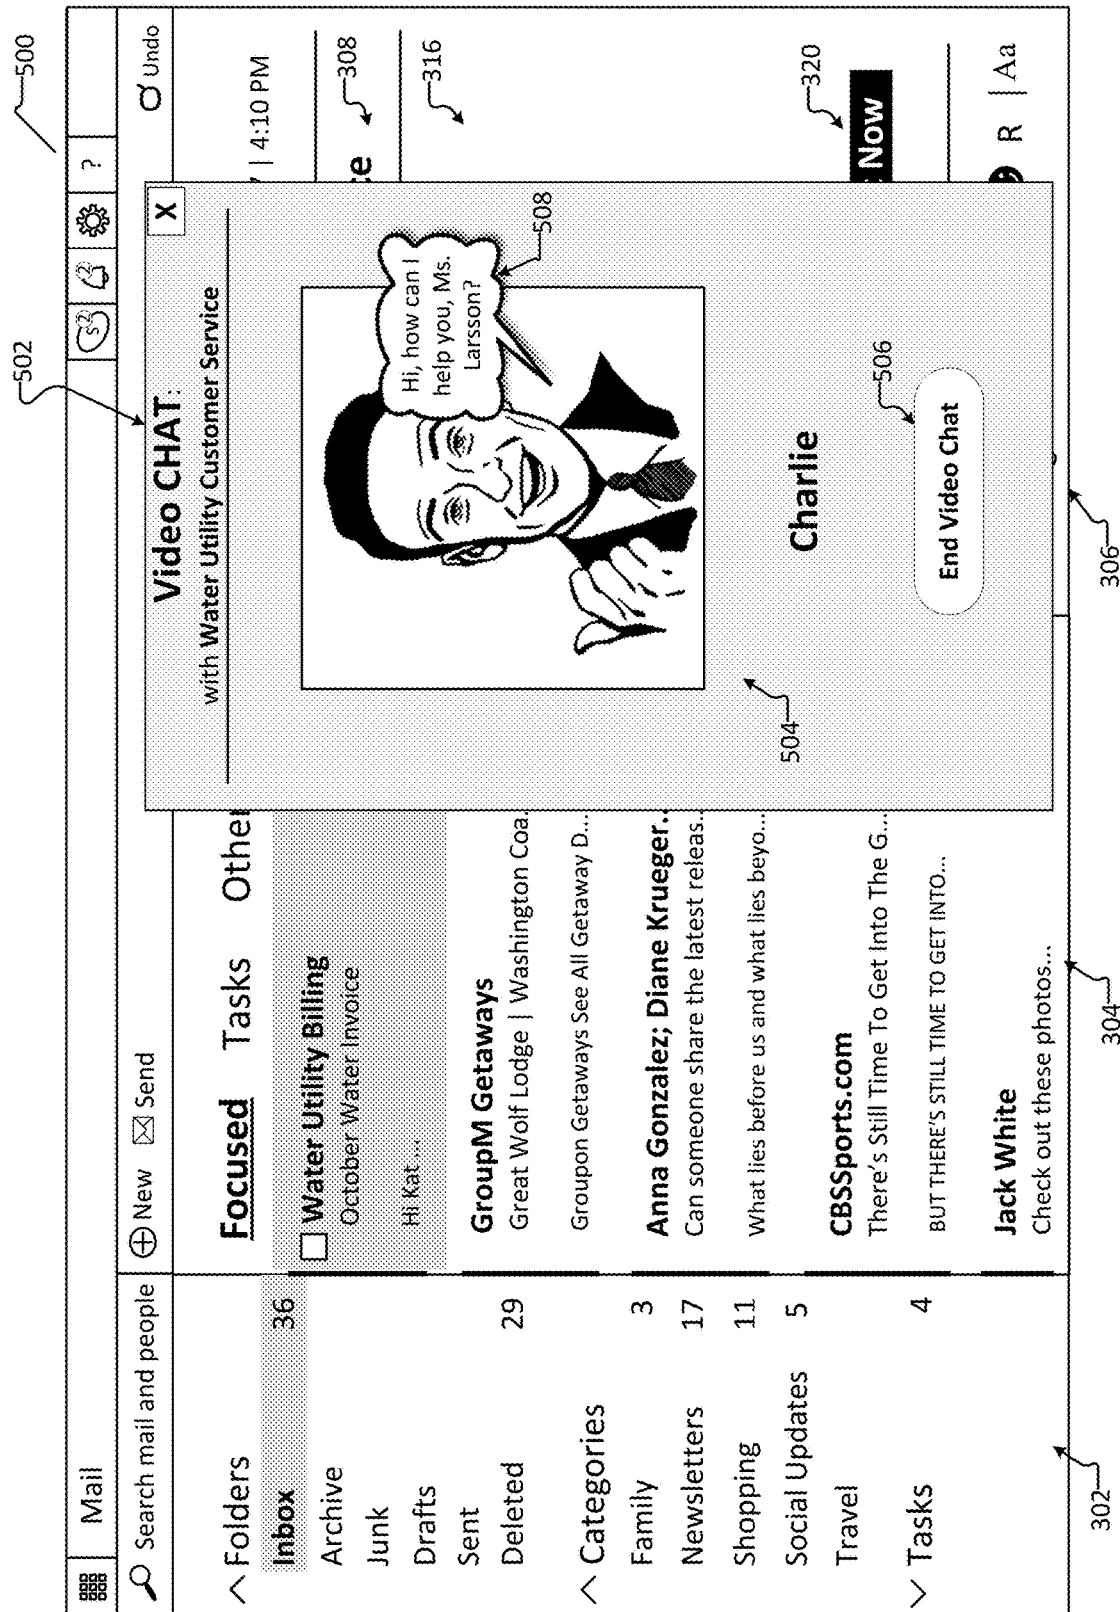 500
Mail
S 2
2
?
Search mail and people
New
Send
Undo
Folders
Inbox 36
Archive
Junk
Drafts
Sent
Deleted 29
Categories
Family 3
Newsletters 17
Shopping 11
Social Updates 5
Travel
Tasks 4
302
Focused Tasks Other
Water Utility Billing
October Water Invoice
Hi Kat ...
GroupM Getaways
Great Wolf Lodge | Washington Coa.
Groupon Getaways See All Getaway D...
Anna Gonzalez; Diane Krueger..
Can someone share the latest releas..
What lies before us and what lies beyo...
CBSSports.com
There's Still Time To Get Into The G...
BUT THERE'S STILL TIME TO GET INTO...
Jack White
Check out these photos...
304
502
Video CHAT:
X
with Water Utility Customer Service
Hi, how can I
help you, Ms.
Larsson?
508
504
Charlie
506
End Video Chat
306
| 4:10 PM
308
ce
316
320
Now
R | Aa